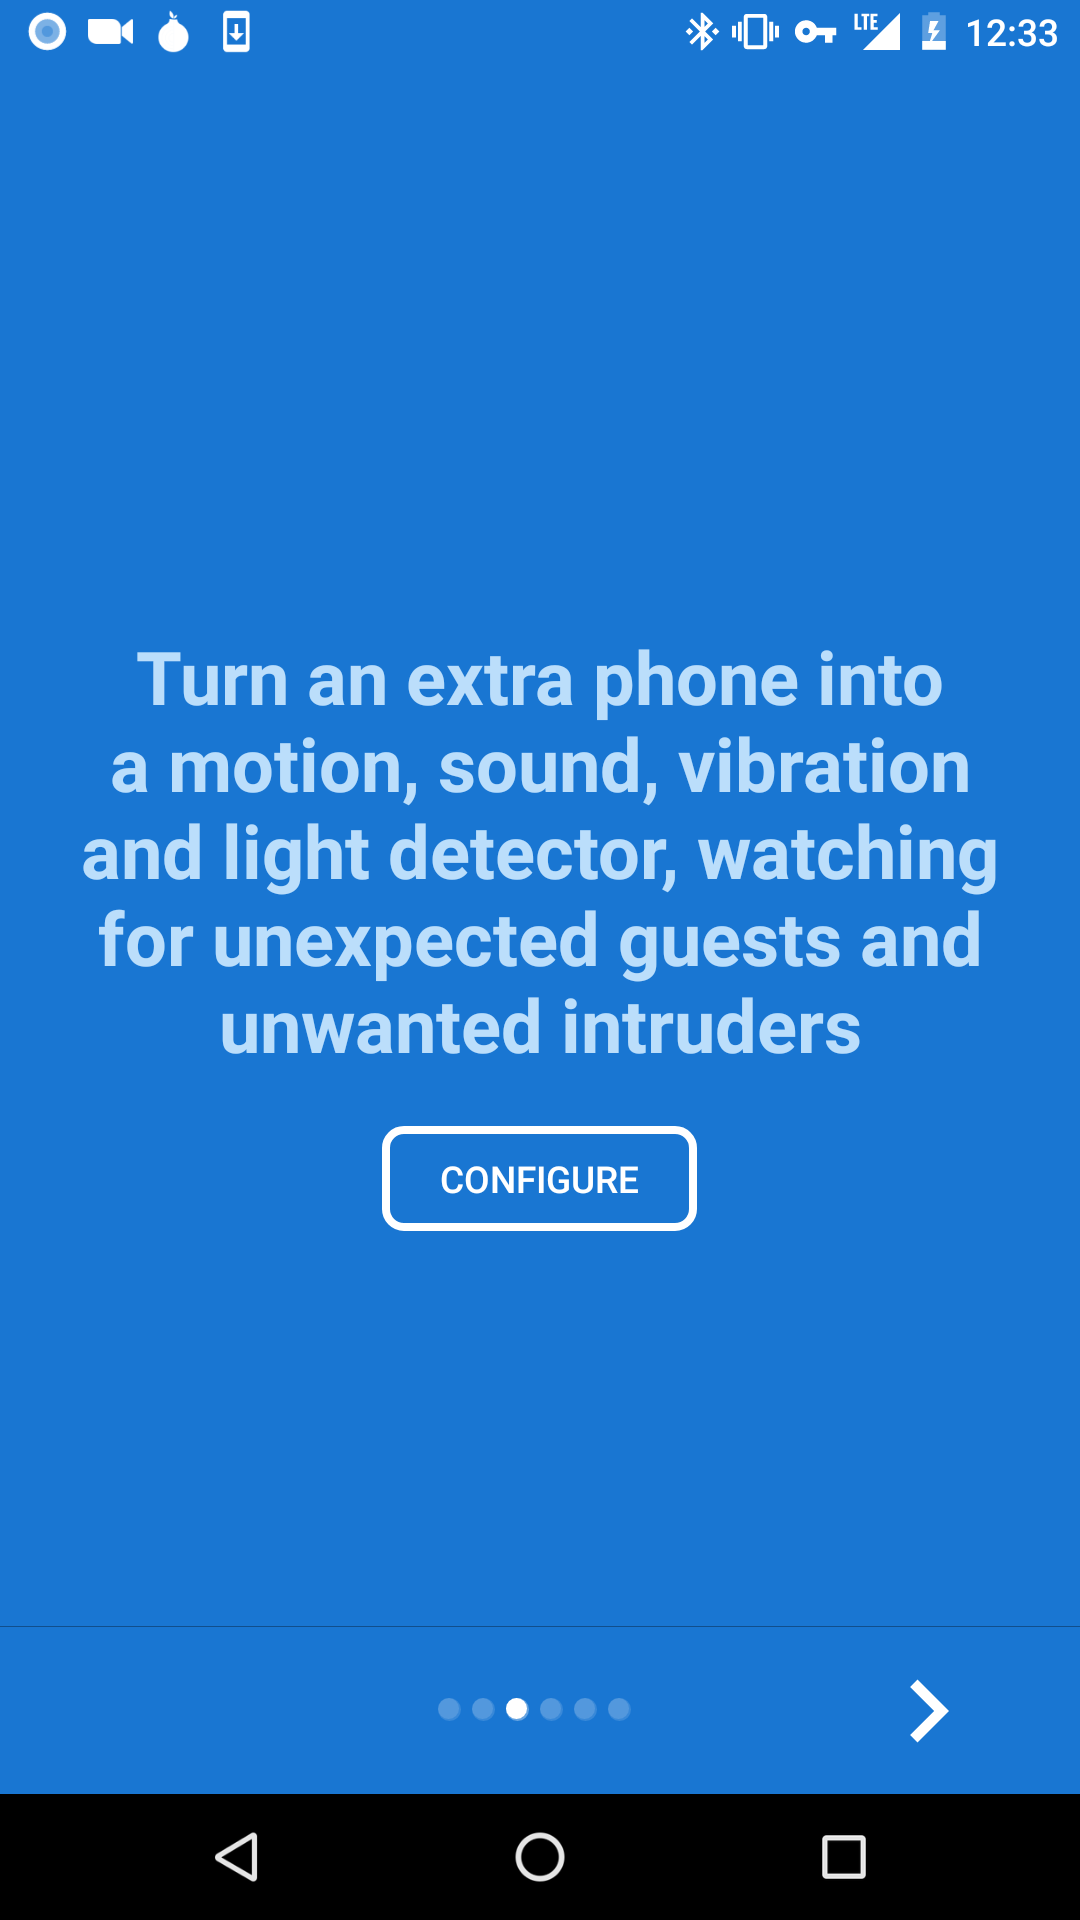 LTE 12:33
Turn an extra phone into
a motion, sound, vibration
and light detector, watching
for unexpected guests and
unwanted intruders
CONFIGURE